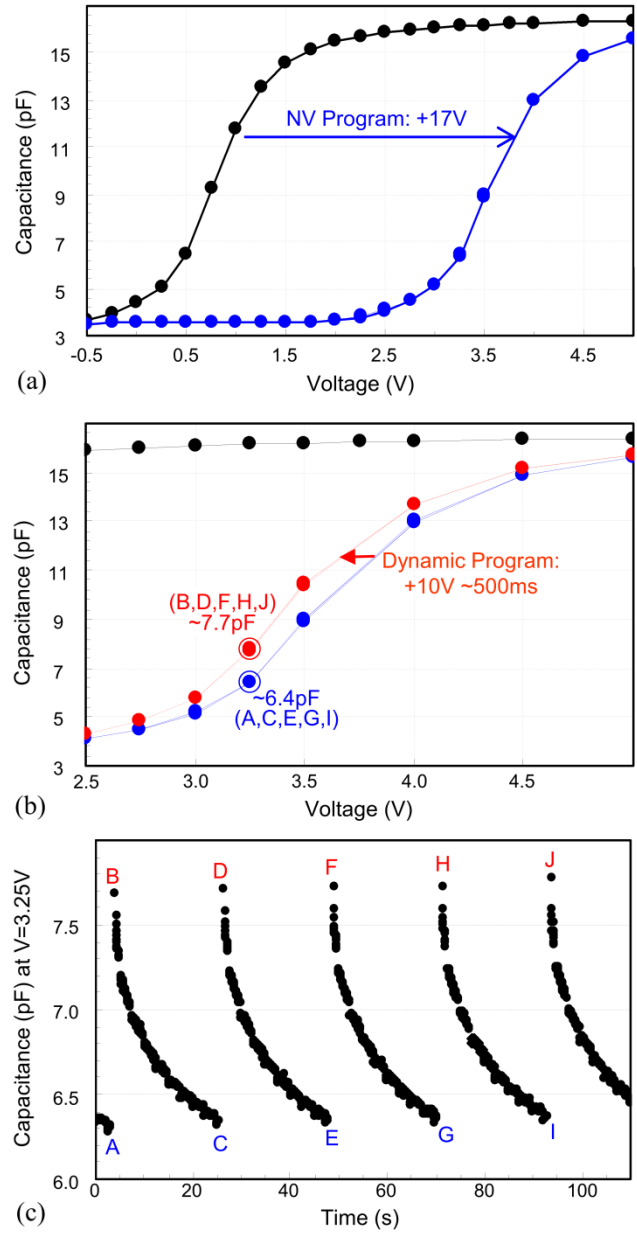 15
13
11
9
7
5
3
Capacitance (pF)
NV Program: +17V
-0.5
0.5
1.5
2.5
3.5
4.5
Voltage (V)
(a)
15
13
11
9
7
5
3
Capacitance (pF)
(B,D,F,H,J)
~7.7pF
Dynamic Program:
+10V ~500ms
~6.4pF
(A,C,E,G,I)
2.5
3.0
3.5
4.0
4.5
Voltage (V)
(b)
Capacitance (pF) at V=3.25V
7.5
7.0
6.5
6.0
B
D
F
H
J
A
C
E
G
I
0
20
40
60
80
100
Time (s)
(c)